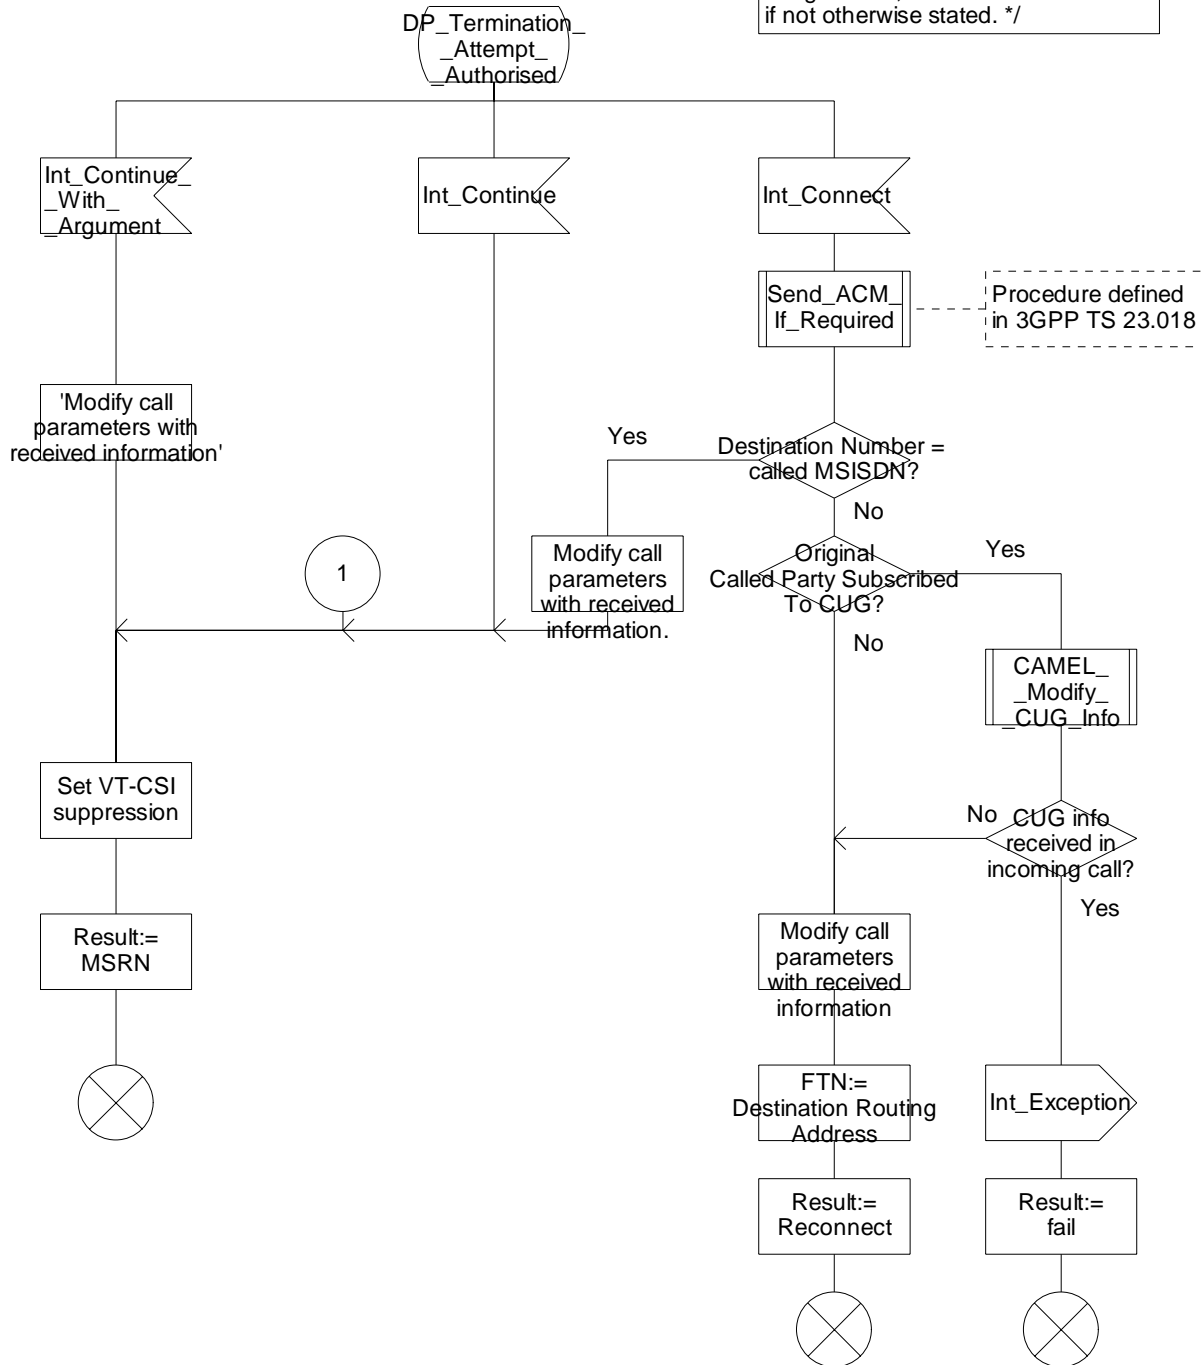 if not otherwise stated. */
DP_Termination_
_Attempt_
_Authorised
Int_Continue_
_With_
_Argument
Int_Continue
Int_Connect
Send_ACM_
If_Required
Procedure defined
in 3GPP TS 23.018
'Modify call
parameters with
received information'
Yes
Destination Number =
called MSISDN?
No
1
Modify call
parameters
with received
information.
Original
Called Party Subscribed
To CUG?
Yes
No
CAMEL_
_Modify_
_CUG_Info
Set VT-CSI
suppression
No
CUG info
received in
incoming call?
Yes
Result:=
MSRN
Modify call
parameters
with received
information
FTN:=
Destination Routing
Address
Int_Exception
Result:=
Reconnect
Result:=
fail